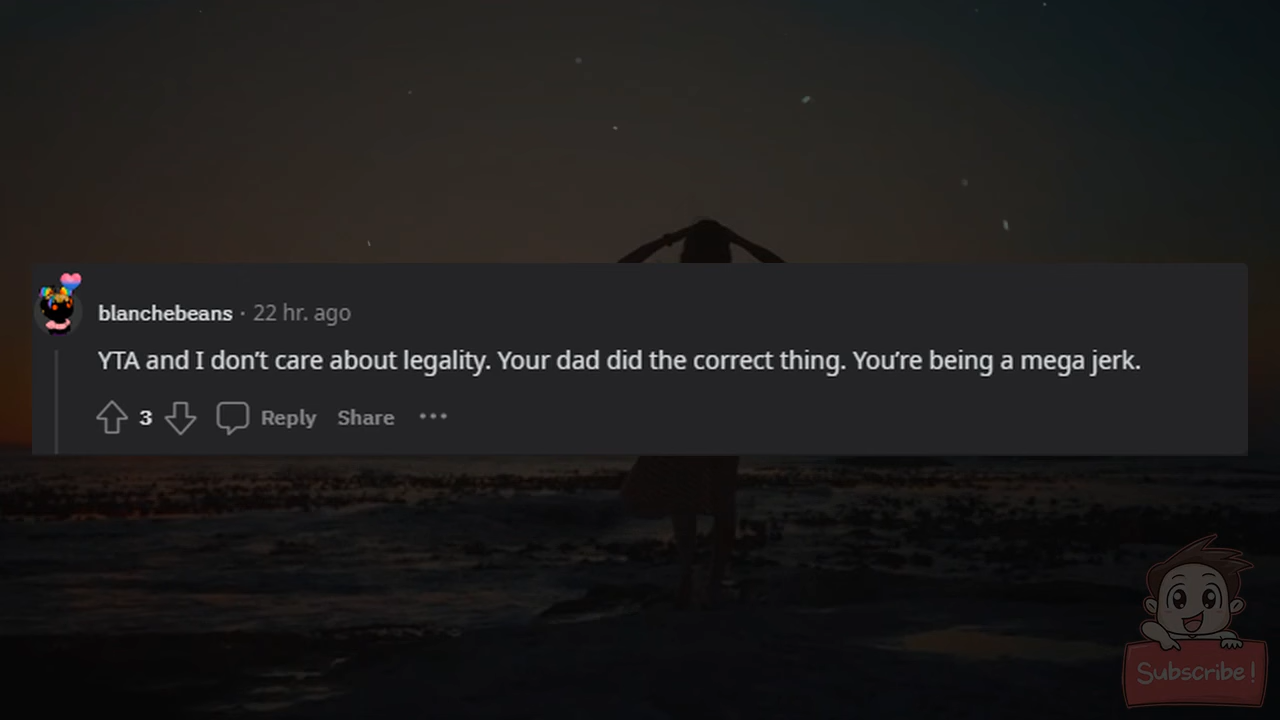 blanchebeans · 22 hr. ago
YTA and I don’t care about legality. Your dad did the correct thing. You’re being a mega jerk.
3 Reply Share ···
Subscribe!